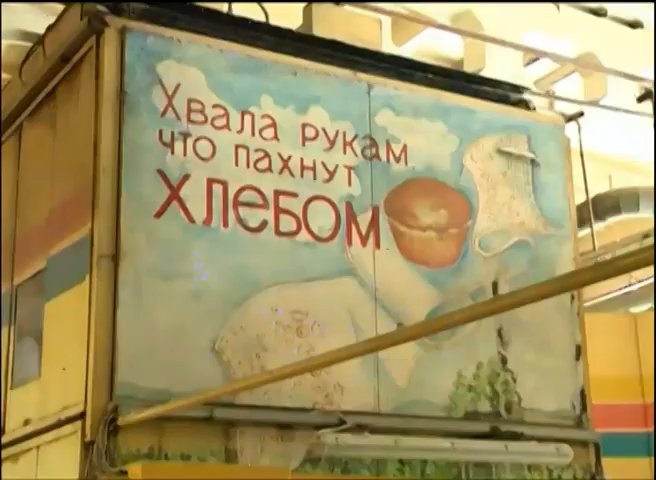 Хвала рукам
что пахнут
хлебом